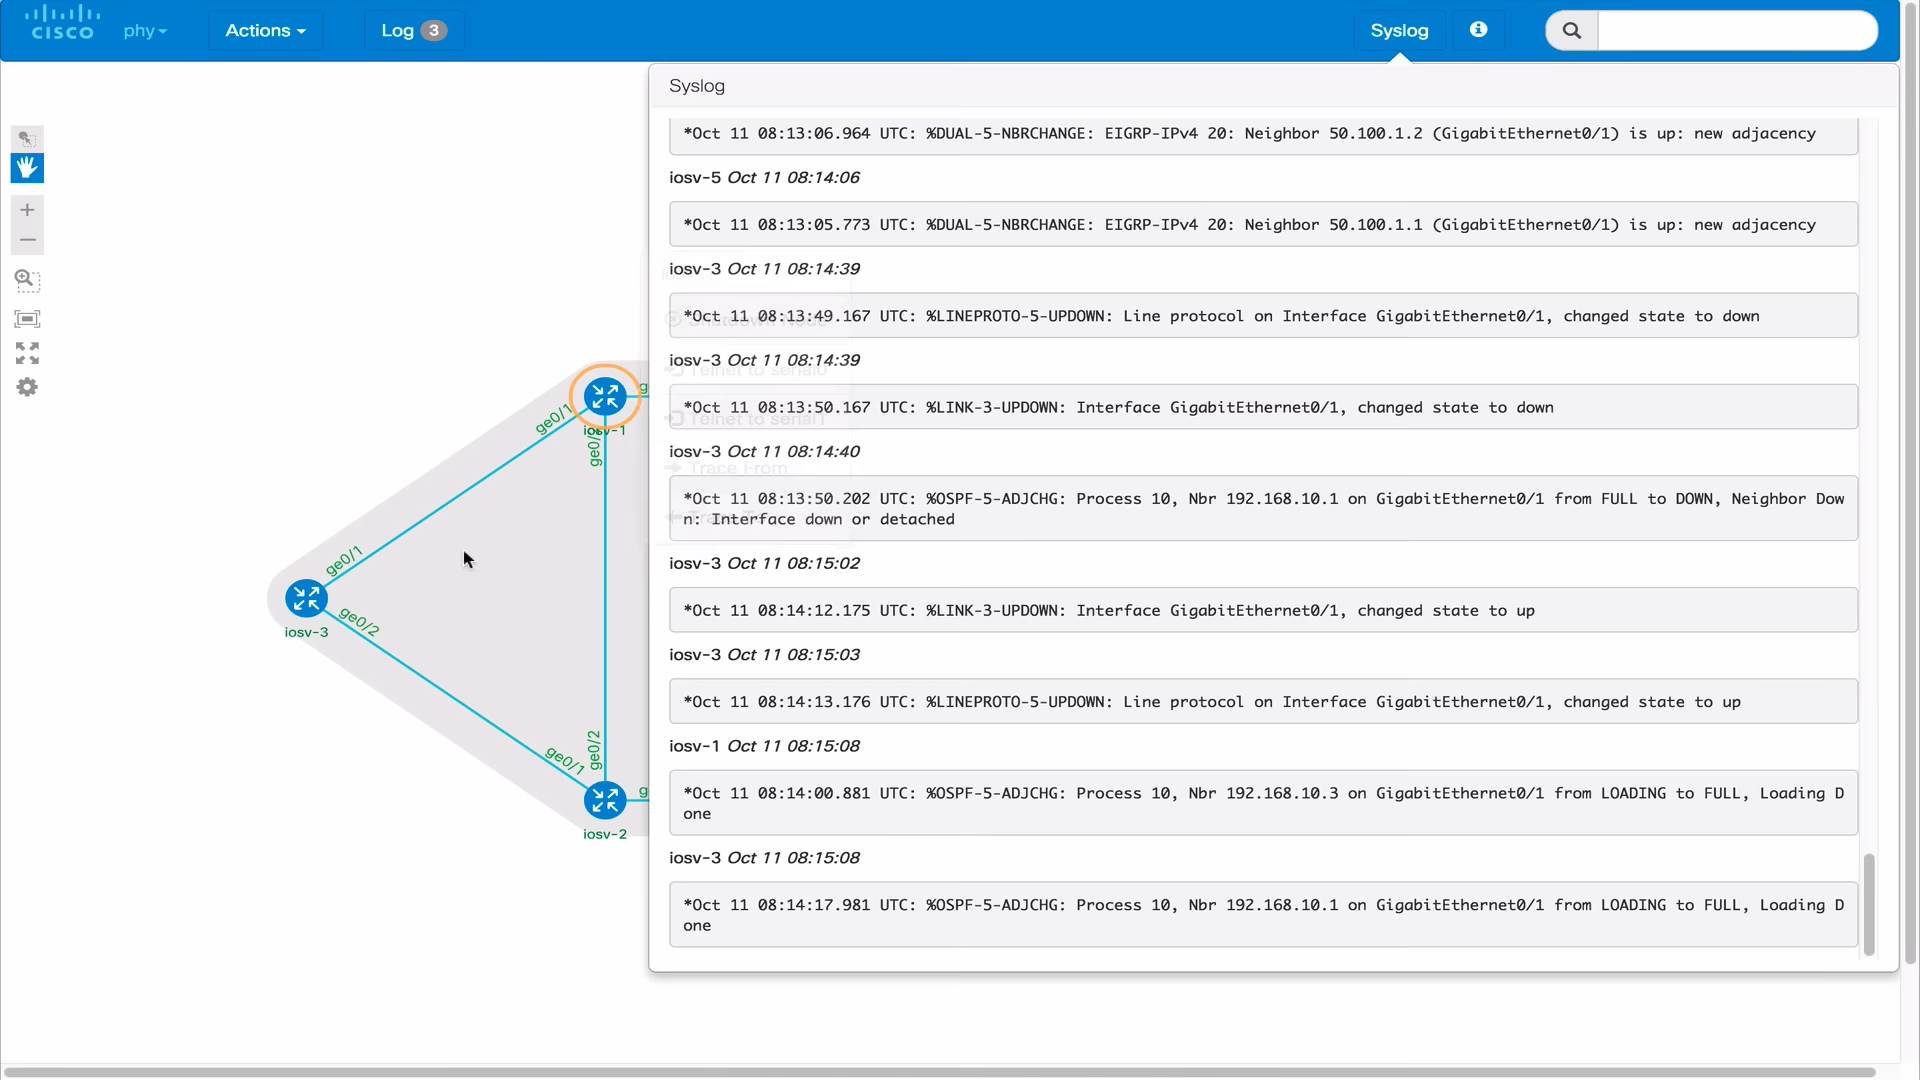 CISCO
phy
Actions
Log 3
Syslog
Syslog
*Oct 11 08:13:06.964 UTC: %DUAL-5-NBRCHANGE: EIGRP-IPv4 20: Neighbor 50.100.1.2 (GigabitEthernet0/1) is up: new adjacency
iosv-5 Oct 11 08:14:06
*Oct 11 08:13:05.773 UTC: %DUAL-5-NBRCHANGE: EIGRP-IPv4 20: Neighbor 50.100.1.1 (GigabitEthernet0/1) is up: new adjacency
iosv-3 Oct 11 08:14:39
*Oct 11 08:13:49.167 UTC: %LINEPROTO-5-UPDOWN: Line protocol on Interface GigabitEthernet0/1, changed state to down
Shutdown Node
iosv-3 Oct 11 08:14:39
Telnet to serial0
*Oct 11 08:13:50.167 UTC: %LINK-3-UPDOWN: Interface GigabitEthernet0/1, changed state to down
Telnet to serial1
iosv-3 Oct 11 08:14:40
Trace From
*Oct 11 08:13:50.202 UTC: %OSPF-5-ADJCHG: Process 10, Nbr 192.168.10.1 on GigabitEthernet0/1 from FULL to DOWN, Neighbor Dow
n: Interface down or detached
iosv-3 Oct 11 08:15:02
*Oct 11 08:14:12.175 UTC: %LINK-3-UPDOWN: Interface GigabitEthernet0/1, changed state to up
iosv-3 Oct 11 08:15:03
*Oct 11 08:14:13.176 UTC: %LINEPROTO-5-UPDOWN: Line protocol on Interface GigabitEthernet0/1, changed state to up
iosv-1 Oct 11 08:15:08
*Oct 11 08:14:00.881 UTC: %OSPF-5-ADJCHG: Process 10, Nbr 192.168.10.3 on GigabitEthernet0/1 from LOADING to FULL, Loading D
one
iosv-3 Oct 11 08:15:08
*Oct 11 08:14:17.981 UTC: %OSPF-5-ADJCHG: Process 10, Nbr 192.168.10.1 on GigabitEthernet0/1 from LOADING to FULL, Loading D
one
ge0/1
iosv-1
ge0/1
iosv-3
ge0/2
ge0/2
ge0/1
iosv-2